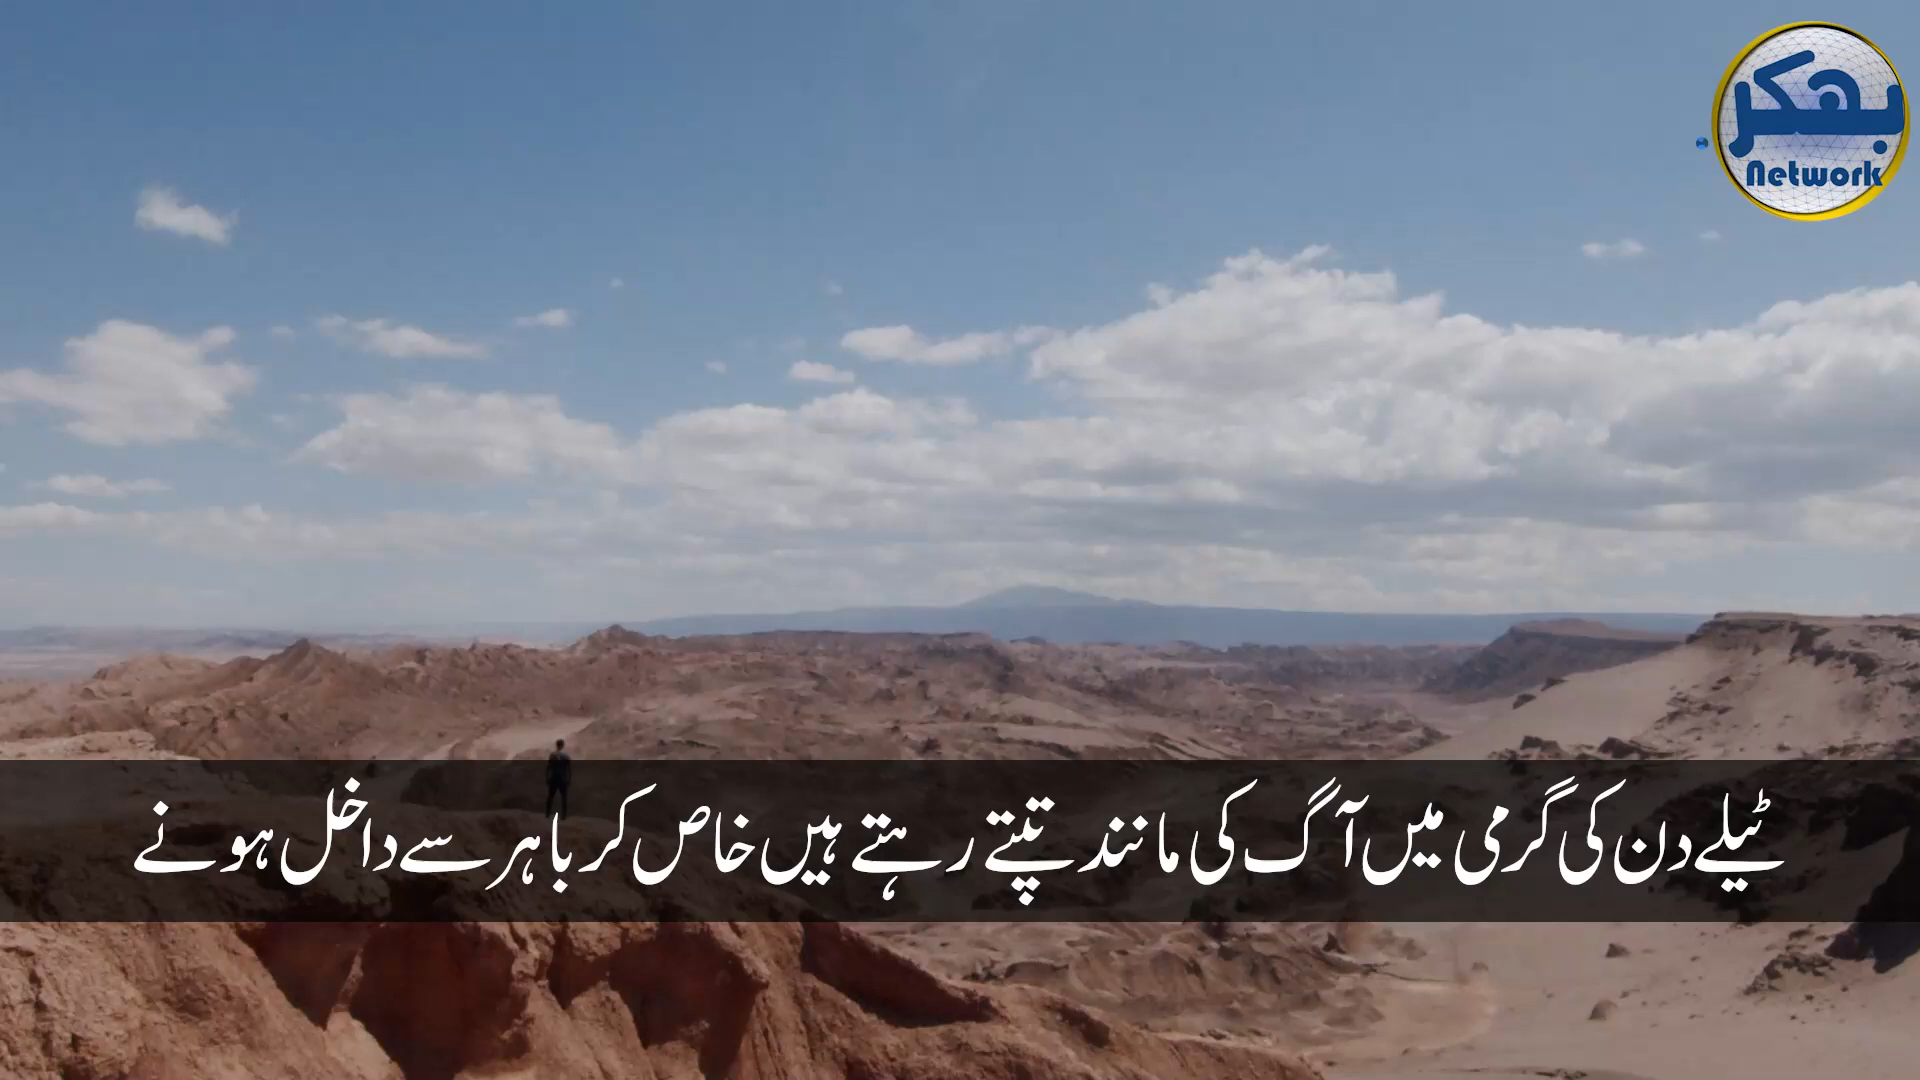 بھکر
Network
ٹیلے دن کی گرمی میں آگ کی مانند تپتے رہتے ہیں خاص کر باہر سے داخل ہونے